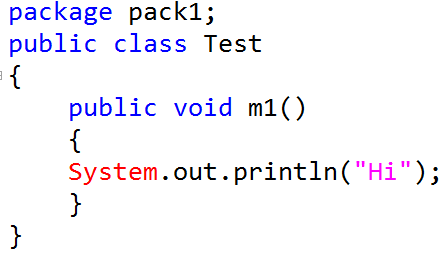 package pack1;
public class Test
{
    public void m1()
    {
    System.out.println("Hi");
    }
}